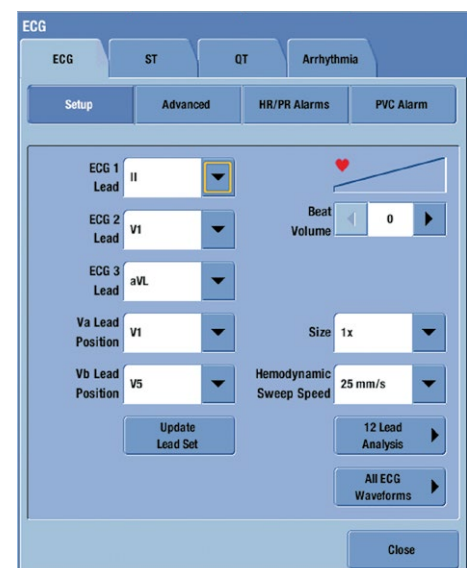 ECG
ECG ST QT Arrhythmia
Setup Advanced HR/PR Alarms PVC Alarm
ECG 1
Lead
II
ECG 2
Lead
V1
ECG 3
Lead
aVL
Va Lead
Position
V1
Vb Lead
Position
V5
Update
Lead Set
Beat
Volume
0
Size
1x
Hemodynamic
Sweep Speed
25 mm/s
12 Lead
Analysis
All ECG
Waveforms
Close